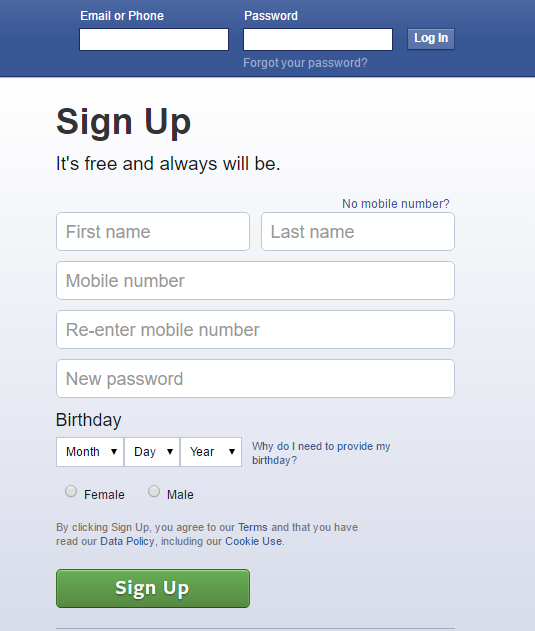 Email or Phone
Password
Log In
Forgot your password?
Sign Up
It's free and always will be.
No mobile number?
First name
Last name
Mobile number
Re-enter mobile number
New password
Birthday
Month
Day
Year
Why do I need to provide my
birthday?
Female
Male
By clicking Sign Up, you agree to our Terms and that you have
read our Data Policy, including our Cookie Use.
Sign Up